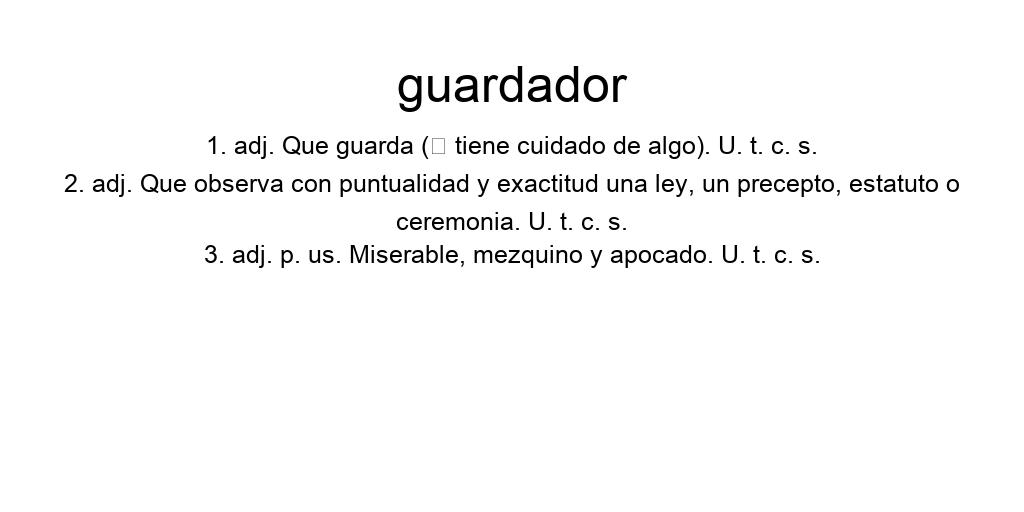 guardador
1. adj. Que guarda (□ tiene cuidado de algo). U. t. c. s.
2. adj. Que observa con puntualidad y exactitud una ley, un precepto, estatuto o
ceremonia. U. t. c. s.
3. adj. p. us. Miserable, mezquino y apocado. U. t. c. s.